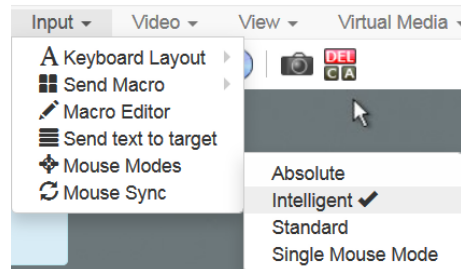 Input Video View Virtual Media
DEL
C A
A Keyboard Layout
Send Macro
Macro Editor
Send text to target
Mouse Modes
Mouse Sync
Absolute
Intelligent
Standard
Single Mouse Mode